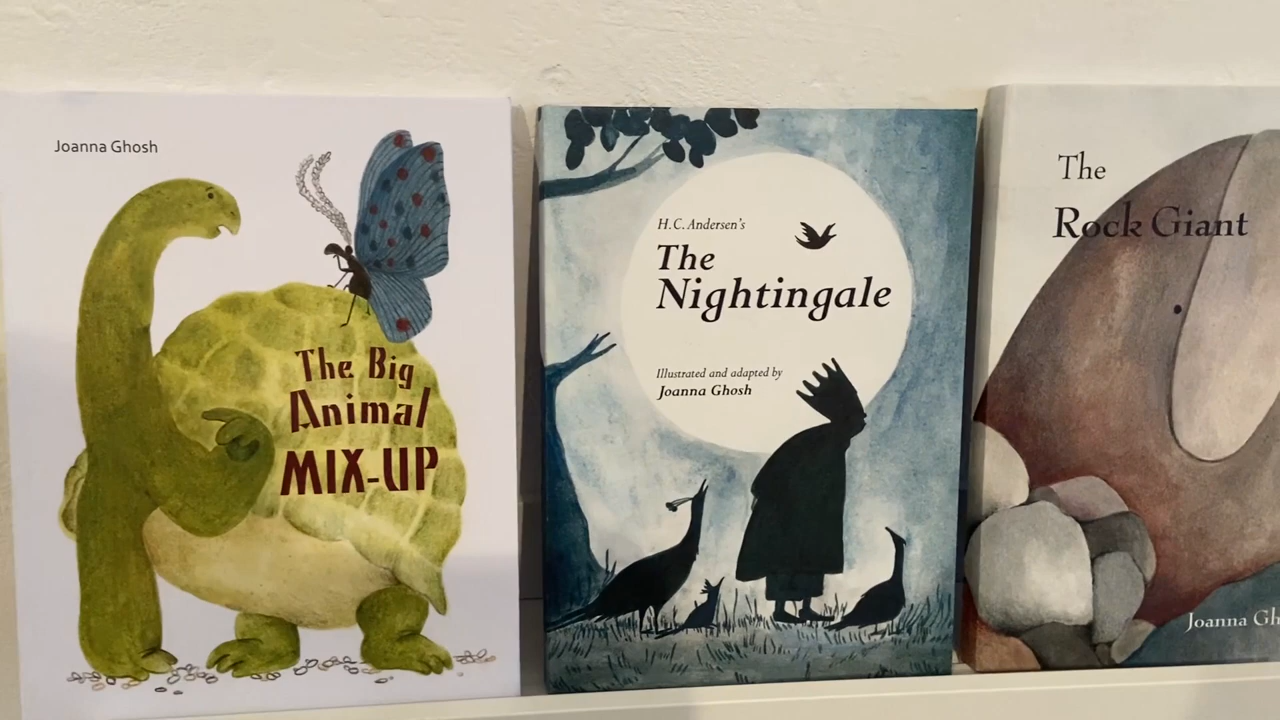 Joanna Ghosh
The Big
Animal
MIX-UP
H.C. Andersen's
The
Nightingale
Illustrated and adapted by
Joanna Ghosh
The
Rock Giant
Joanna